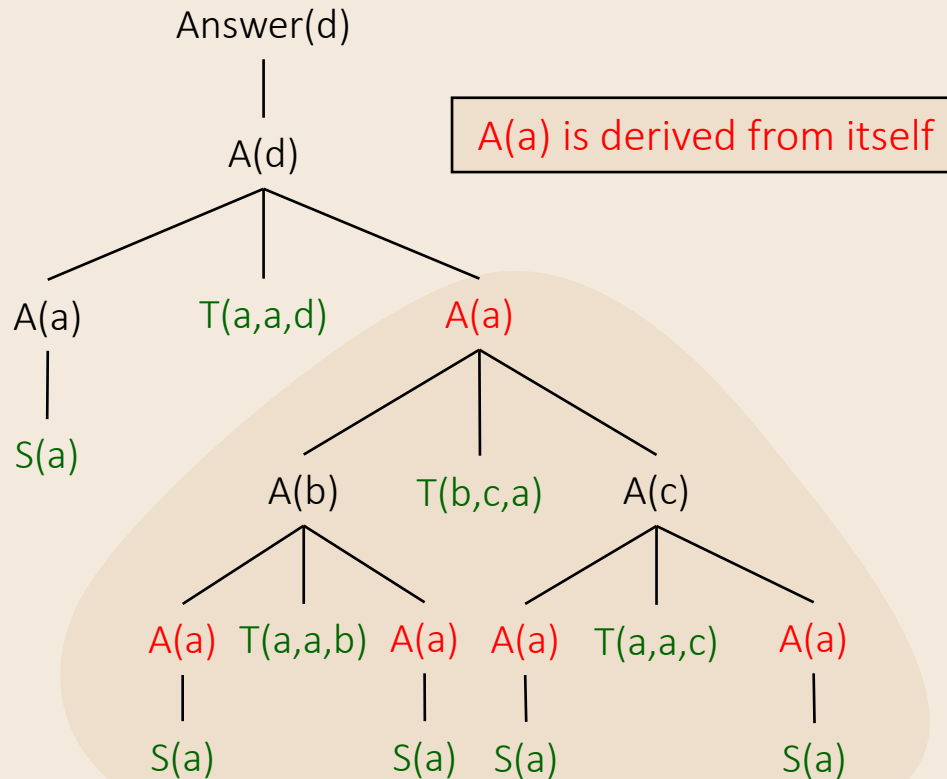 Answer(d)
A(a) is derived from itself
A(d)
A(a) T(a,a,d) A(a)
S(a)
A(b) T(b,c,a) A(c)
A(a) T(a,a,b) A(a) A(a) T(a,a,c) A(a)
S(a) S(a) S(a) S(a)